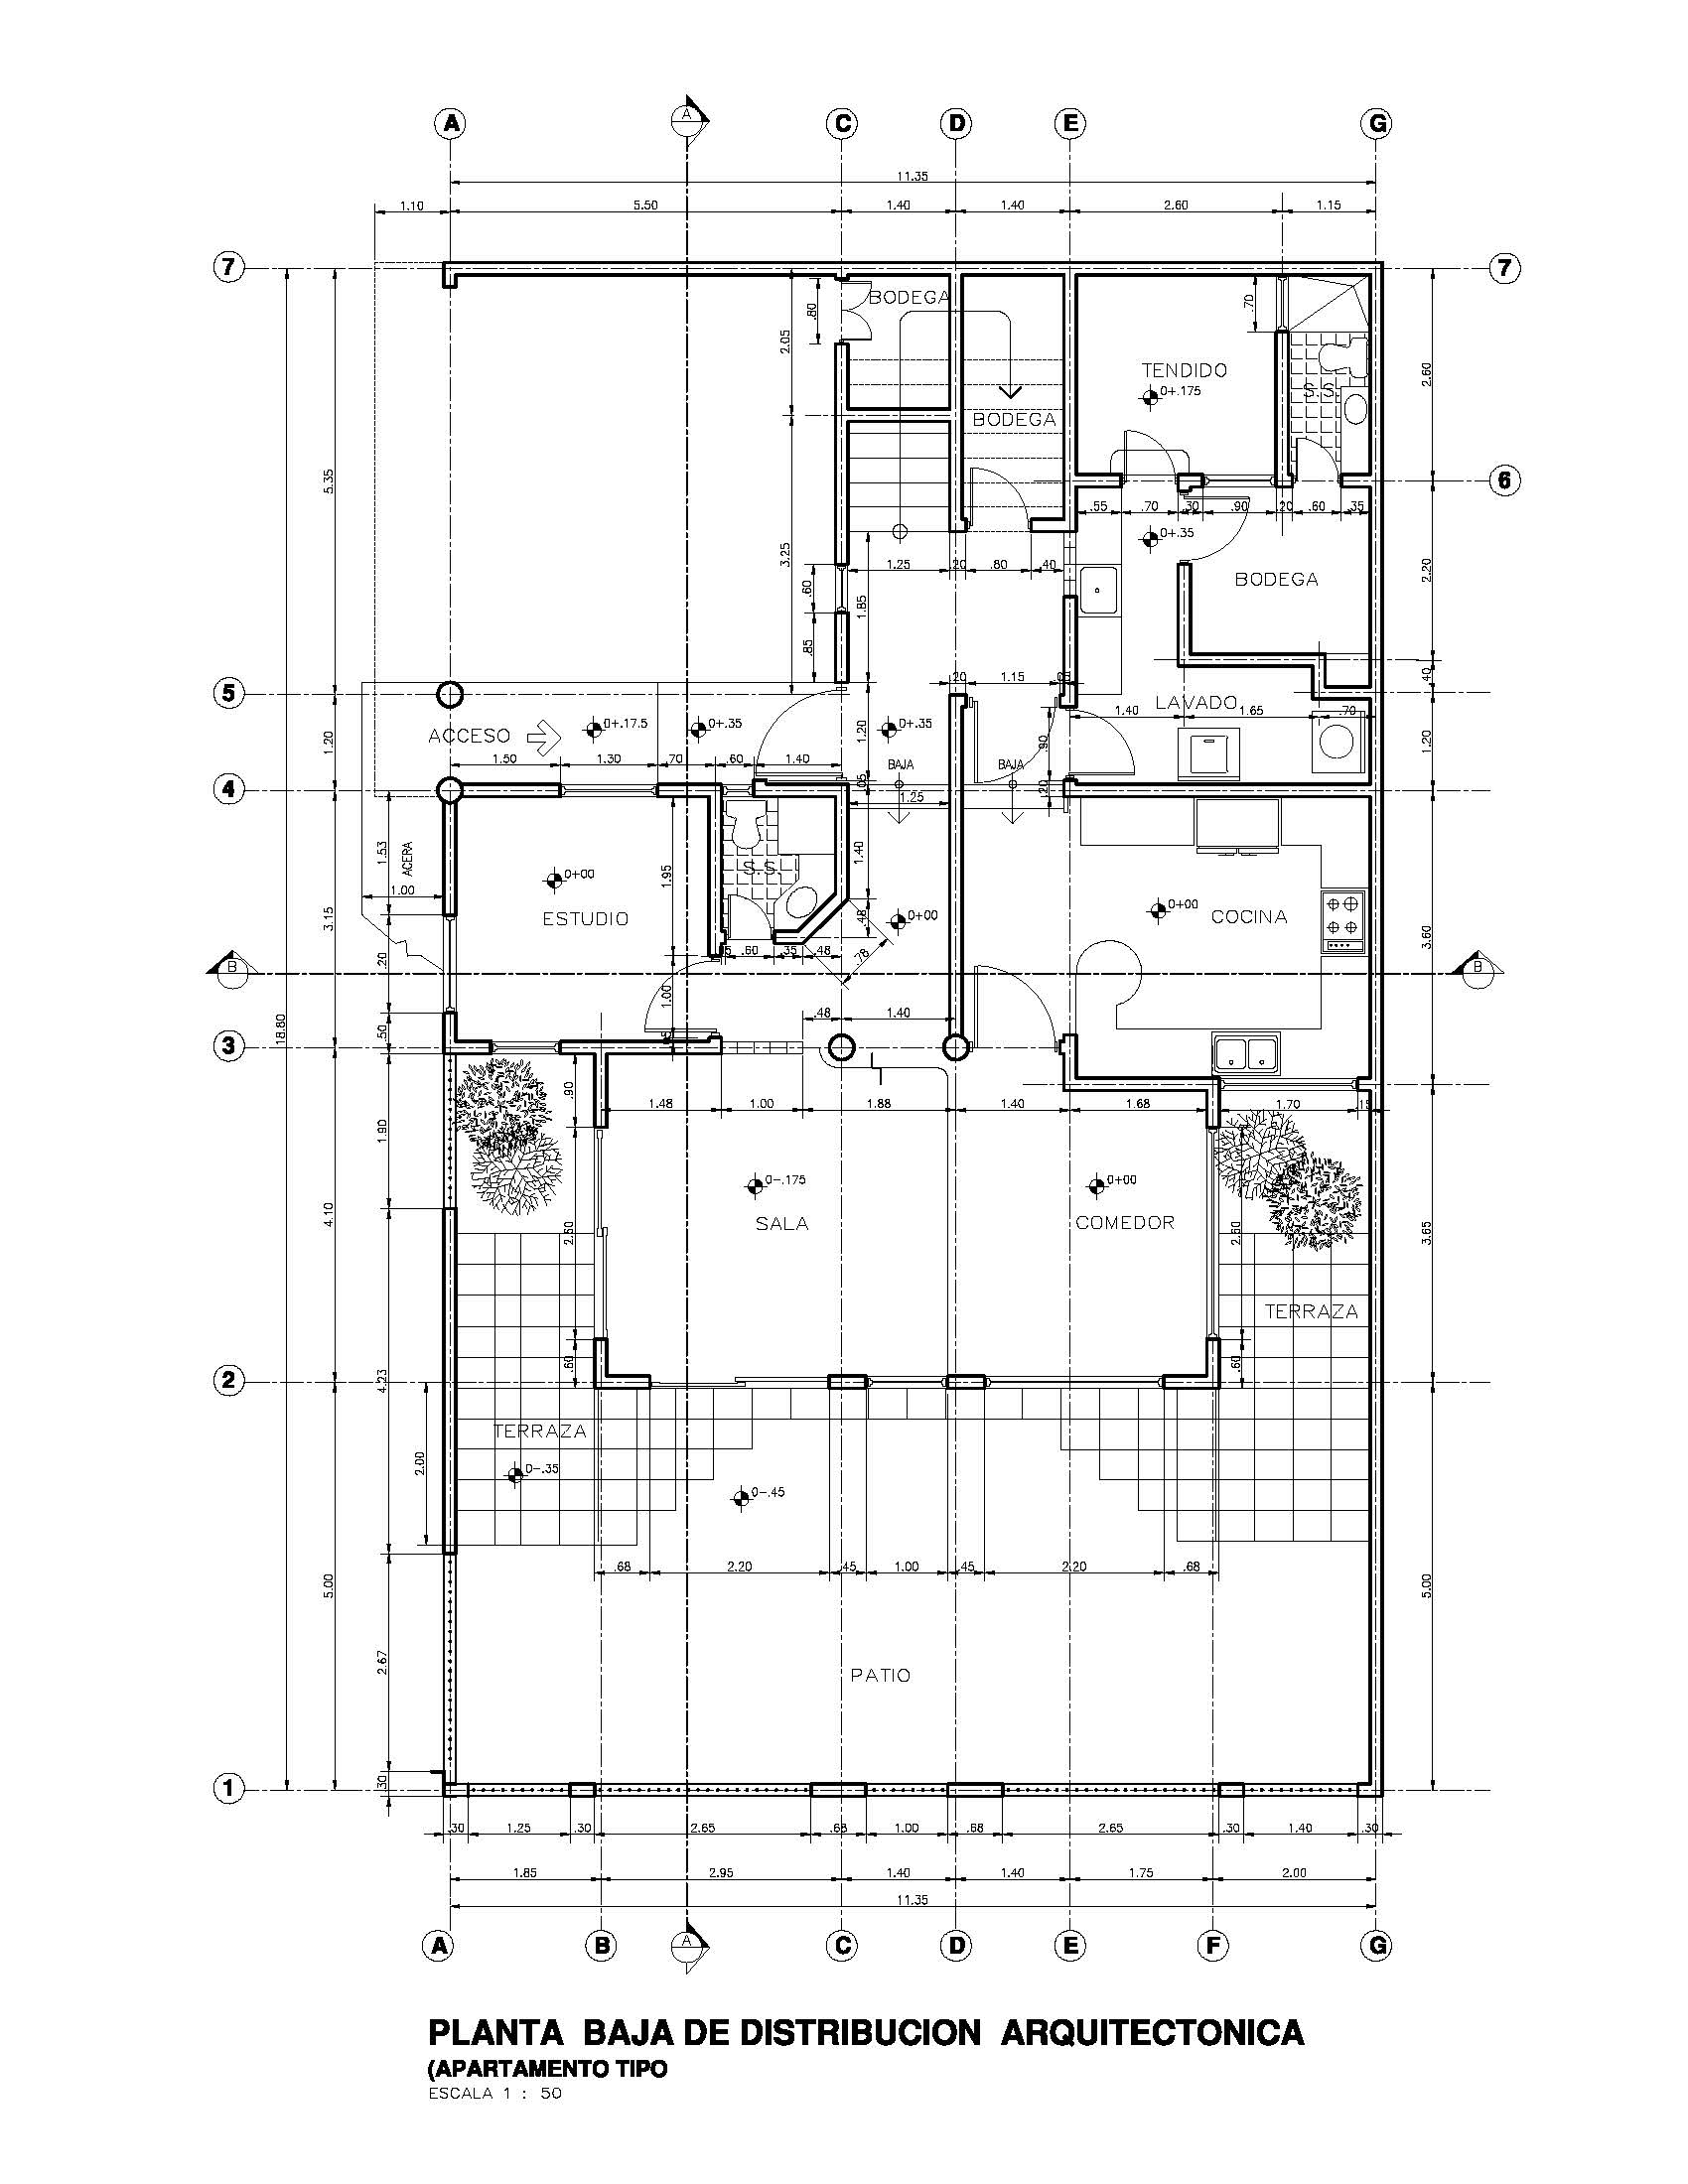 A A C D E G
11.35
1.10 5.50 1.40 1.40 2.60 1.15
7 7
BODEGA
.80
2.05
.70
TENDIDO
0+.175
2.60
S.S.
BODEGA
5.35
6
.55 .70 .30 .90 .20 .60 .35
0+.35
3.25
1.25 .20 .80 .40
.60
1.85
BODEGA
2.20
.85
.40
5
.20 1.15 .05
LAVADO
1.40 1.65 .70
ACCESO
0+.17.5
0+.35
0+.35
1.20
1.20
.90
1.20
1.50 1.30 .70 .60 1.40
BAJA
BAJA
.05
.20
4
1.25
1.53
ACERA
1.00
1.95
1.40
S.S.
0+00
ESTUDIO
0+00
0+00
COCINA
3.15
3.60
.48
.78
.60 .35 .48
B B
.20
1.00
.48 1.40
.50
18.80
3
.90
1.48 1.00 1.88 1.40 1.68 1.70 .15
1.90
0-.175
0+00
SALA
COMEDOR
4.10
2.60
2.60
3.65
TERRAZA
.60
.60
2
4.23
TERRAZA
2.00
0-.35
0-.45
.68 2.20 .45 1.00 .45 2.20 .68
5.00
5.00
2.67
PATIO
.30
1
.30 1.25 .30 2.65 .68 1.00 .68 2.65 .30 1.40 .30
1.85 2.95 1.40 1.40 1.75 2.00
11.35
A B A C D E F G
PLANTA BAJA DE DISTRIBUCION ARQUITECTONICA
(APARTAMENTO TIPO
ESCALA 1 : 50